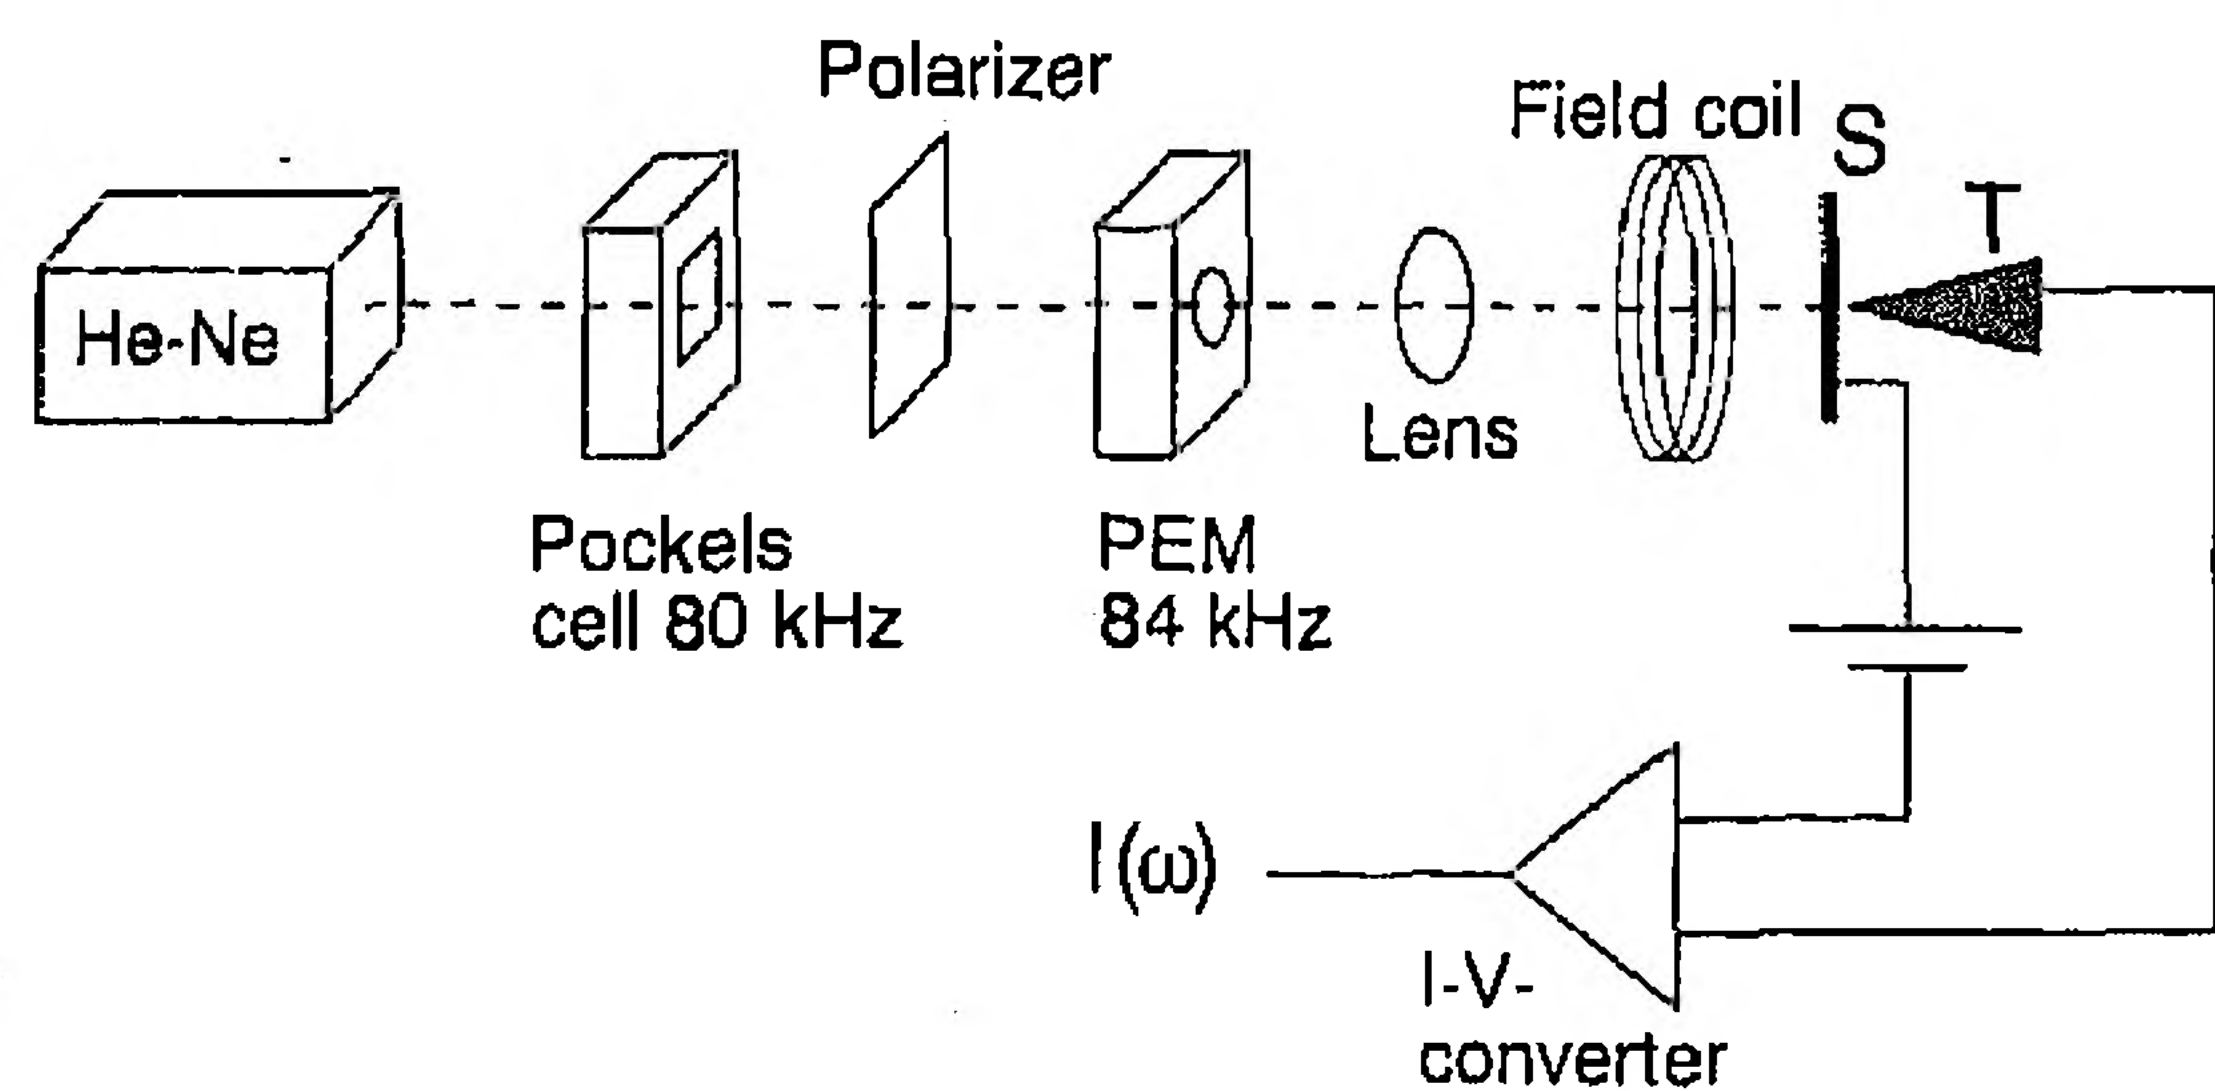 Polarizer
Field coil
S
T
He-Ne
Lens
Pockels
cell 80 kHz
PEM
84 kHz
I(ω)
I-V-
converter